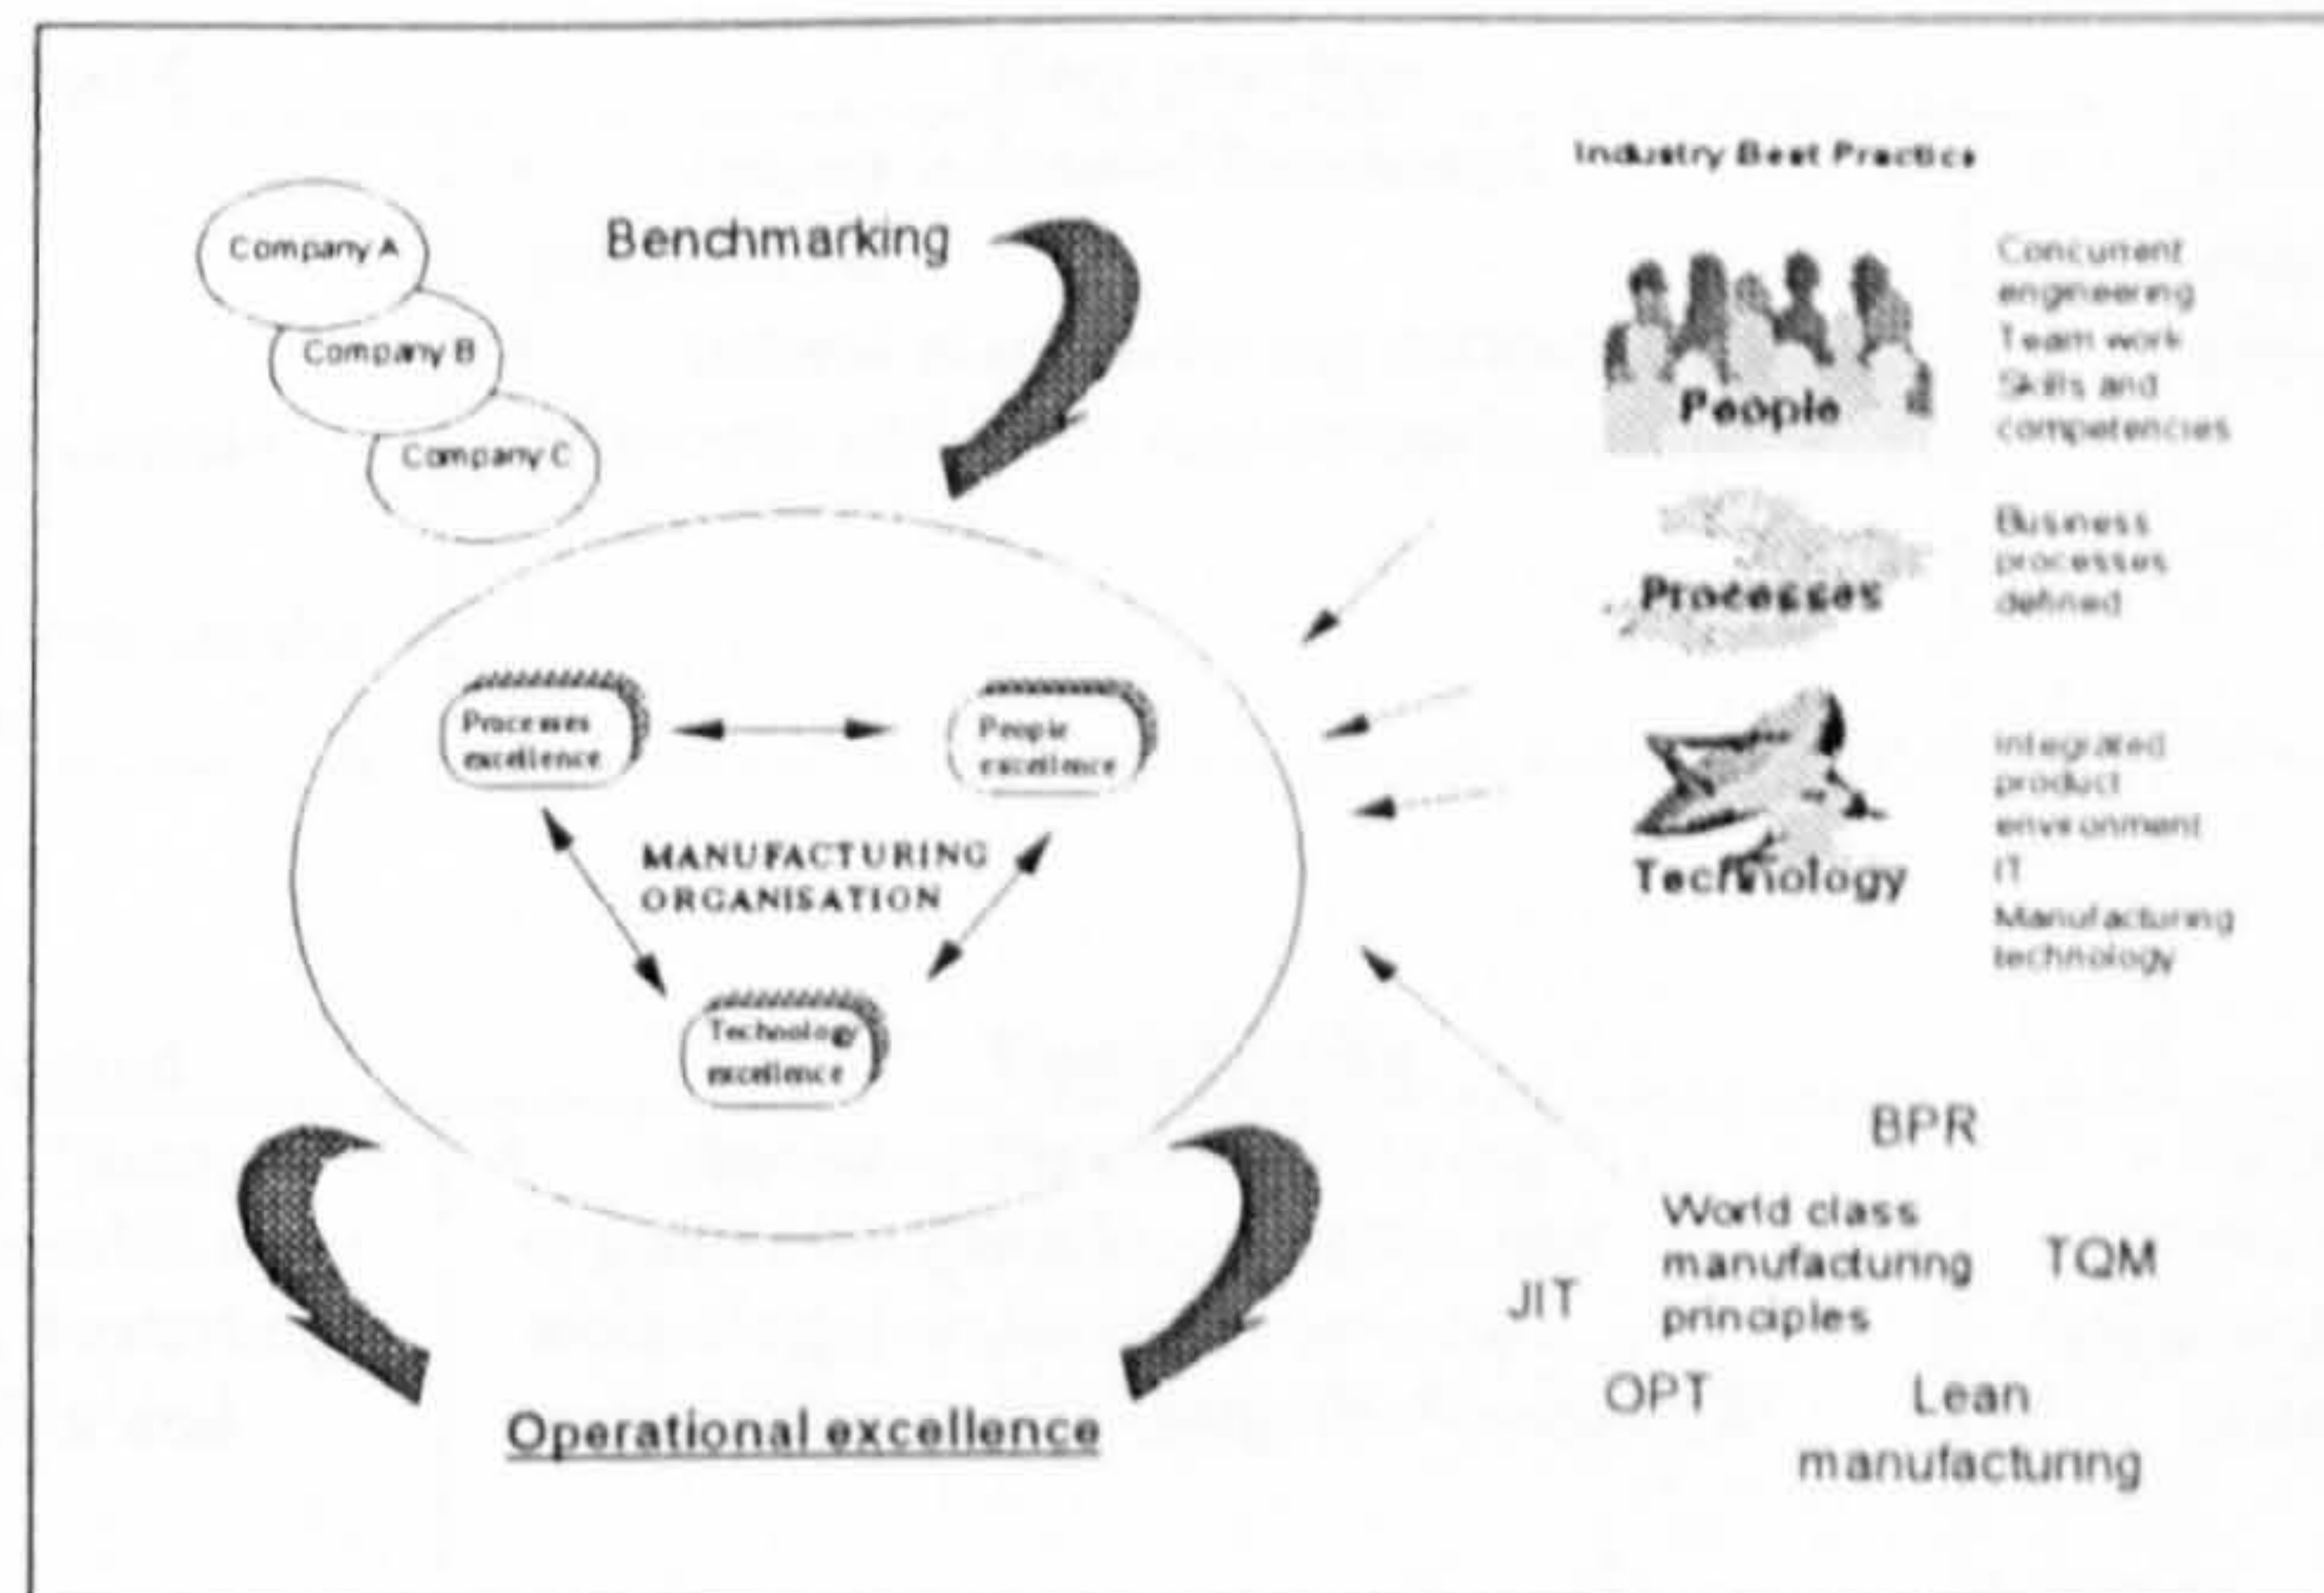 Company A
Company B
Company C
Benchmarking
Processes
excellence
People
excellence
MANUFACTURING
ORGANISATION
Technology
excellence
Operational excellence
Industry Best Practice
People
Concurrent
engineering
Team work
Skills and
competencies
Processes
Business
processes
defined
Technology
Integrated
product
environment
IT
Manufacturing
technology
BPR
World class
manufacturing
principles
TQM
JIT
OPT
Lean
manufacturing